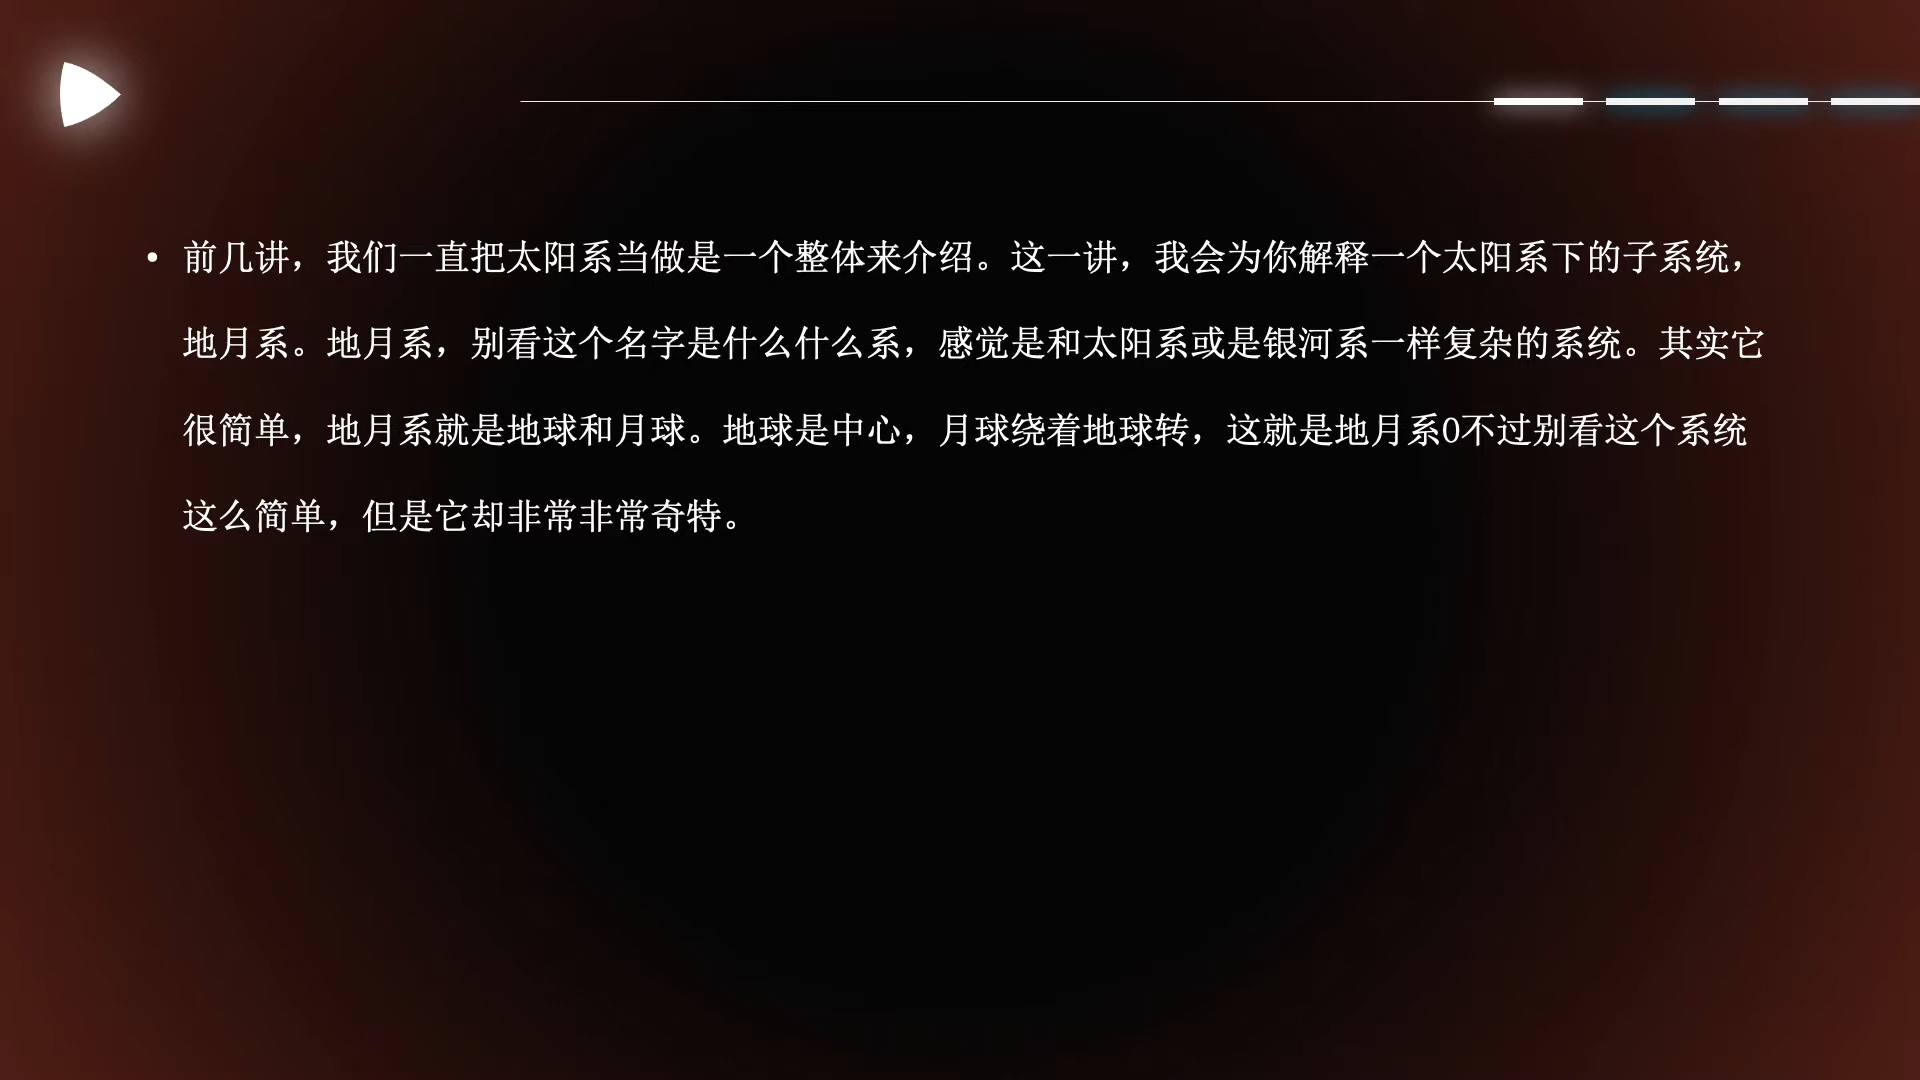 • 前几讲，我们一直把太阳系当做是一个整体来介绍。这一讲，我会为你解释一个太阳系下的子系统，
地月系。地月系，别看这个名字是什么什么系，感觉是和太阳系或是银河系一样复杂的系统。其实它
很简单，地月系就是地球和月球。地球是中心，月球绕着地球转，这就是地月系0不过别看这个系统
这么简单，但是它却非常非常奇特。